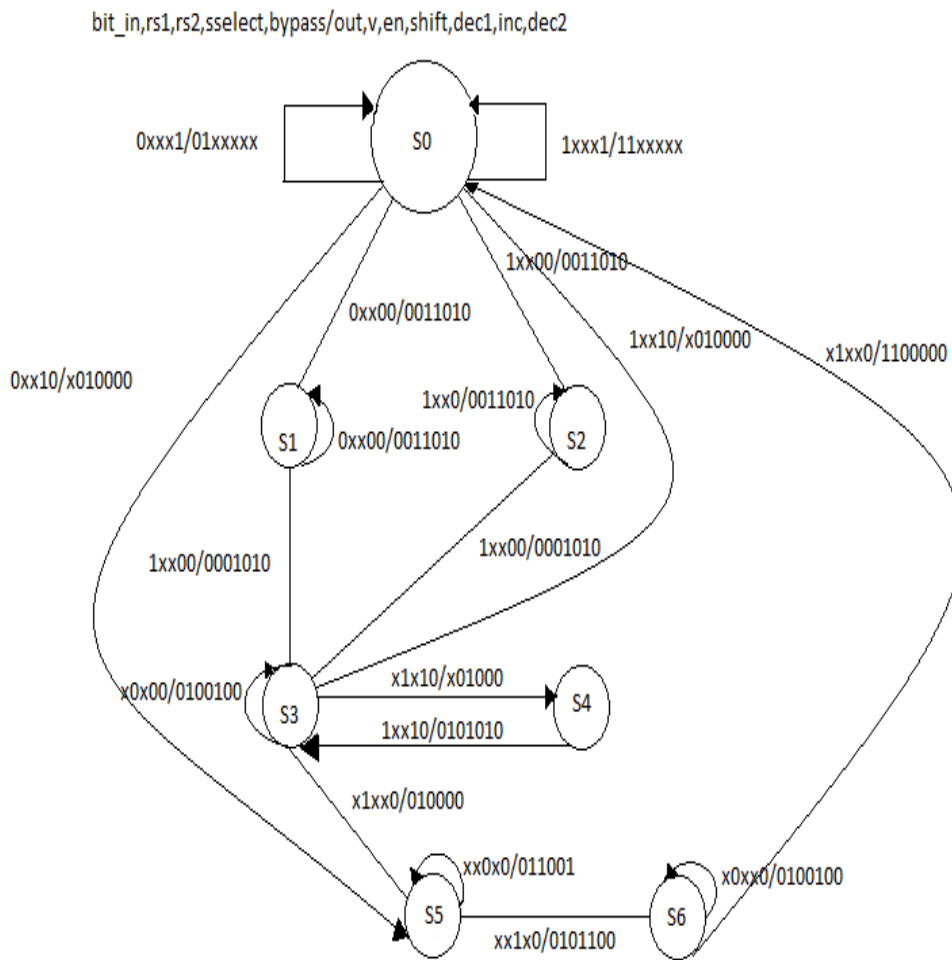 bit_in,rs1,rs2,sselect,bypass/out,v,en,shift,dec1,inc,dec2
S0
0xxx1/01xxxxx
1xxx1/11xxxxx
1xx00/0011010
0xx00/0011010
1xx10/x010000
x1xx0/1100000
0xx10/x010000
1xx0/0011010
S1
0xx00/0011010
S2
1xx00/0001010
1xx00/0001010
x1x10/x01000
x0x00/0100100
S3
S4
1xx10/0101010
x1xx0/010000
xx0x0/011001
x0xx0/0100100
S5
S6
xx1x0/0101100